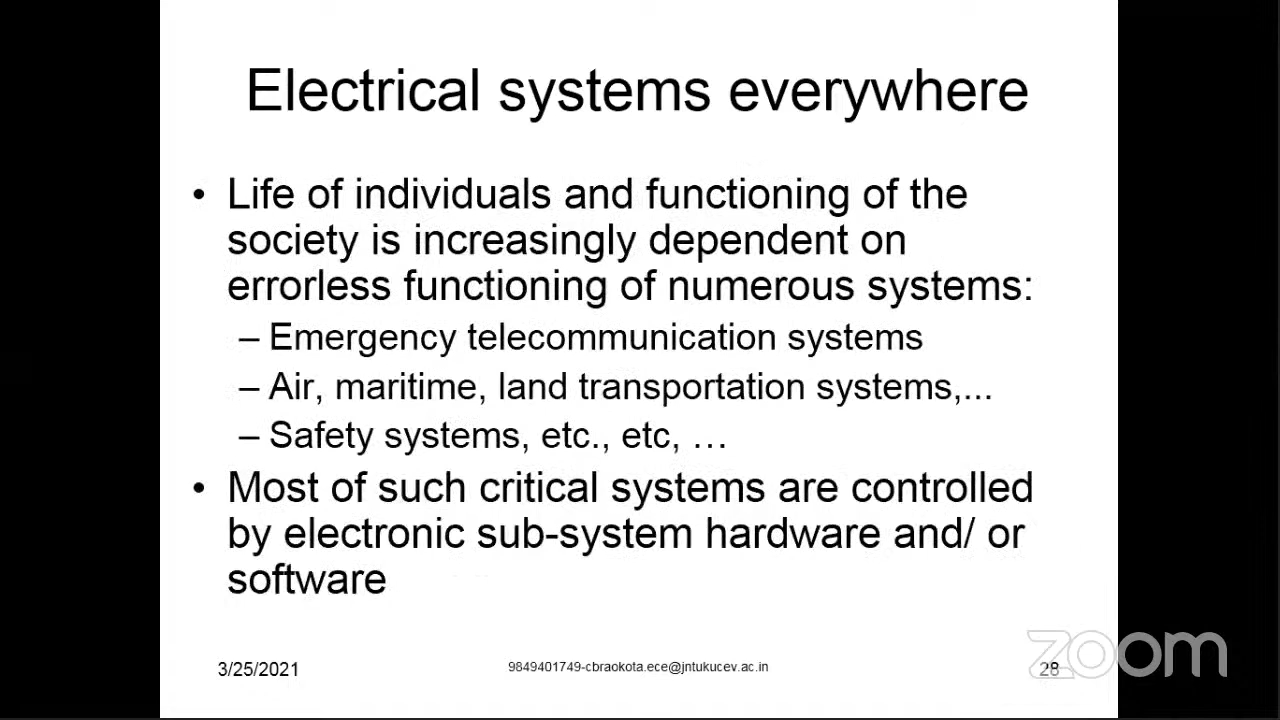 Electrical systems everywhere
• Life of individuals and functioning of the
society is increasingly dependent on
errorless functioning of numerous systems:
– Emergency telecommunication systems
– Air, maritime, land transportation systems,...
– Safety systems, etc., etc, …
• Most of such critical systems are controlled
by electronic sub-system hardware and/ or
software
3/25/2021
9849401749-cbraokota.ece@jntukucev.ac.in
28
zoom